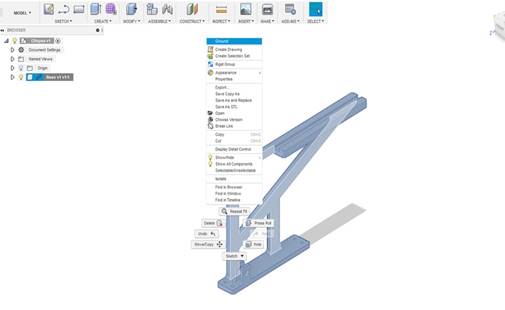 MODEL
SKETCH
CREATE
MODIFY
ASSEMBLE
CONSTRUCT
INSPECT
INSERT
MAKE
ADD-INS
SELECT
BROWSER
Document Settings
Named Views
Origin
Base v1 v1:1
Ground
Create Drawing
Create Selection Set
Rigid Group
Appearance
Properties
Export...
Save Copy As
Save As and Replace
Save As STL
Open
Choose Version
Break Link
Copy Ctrl+C
Cut
Display Detail Control
Show/Hide
Show All Components
Selectable/Unselectable
Isolate
Find in Browser
Find in Window
Find in Timeline
Repeat Fit
Delete
Press Pull
Undo
Move/Copy
Hole
Sketch